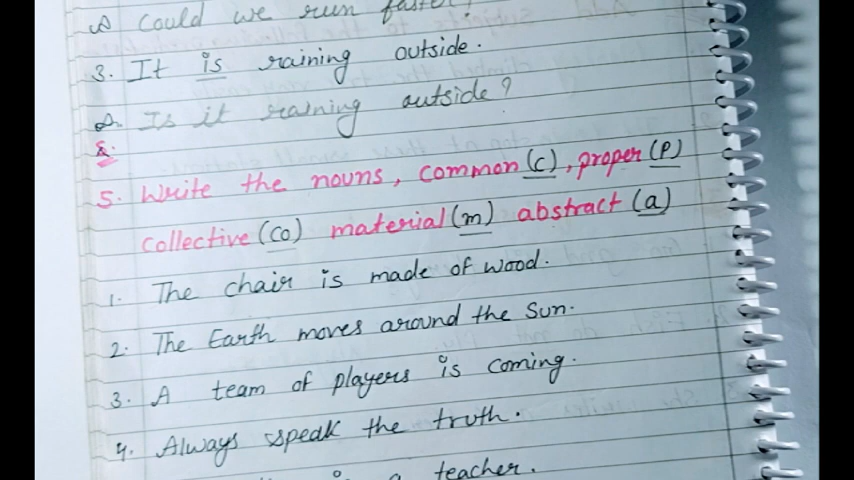 Could we run faster?
3. It is raining outside.
Is it raining outside?
&.
5. Write the nouns, common (c), proper (P)
collective (co) material (m) abstract (a)
1. The chair is made of wood.
2. The Earth moves around the Sun.
3. A team of players is coming.
4. Always speak the truth.
a teacher.